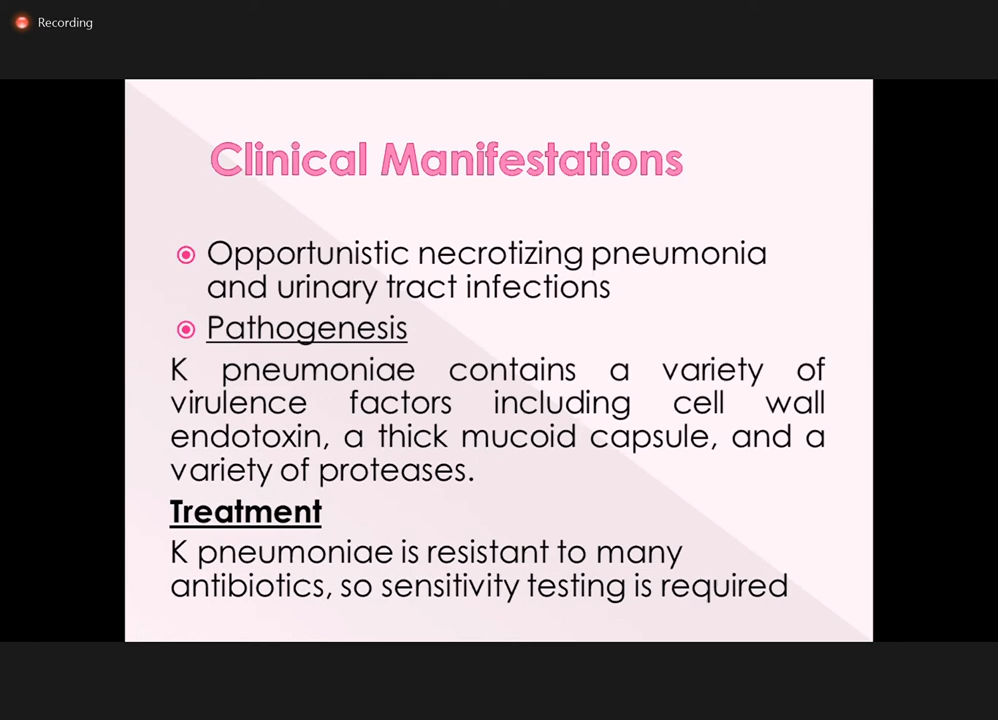 Recording
Clinical Manifestations
Opportunistic necrotizing pneumonia
and urinary tract infections
Pathogenesis
K pneumoniae contains a variety of
virulence factors including cell wall
endotoxin, a thick mucoid capsule, and a
variety of proteases.
Treatment
K pneumoniae is resistant to many
antibiotics, so sensitivity testing is required